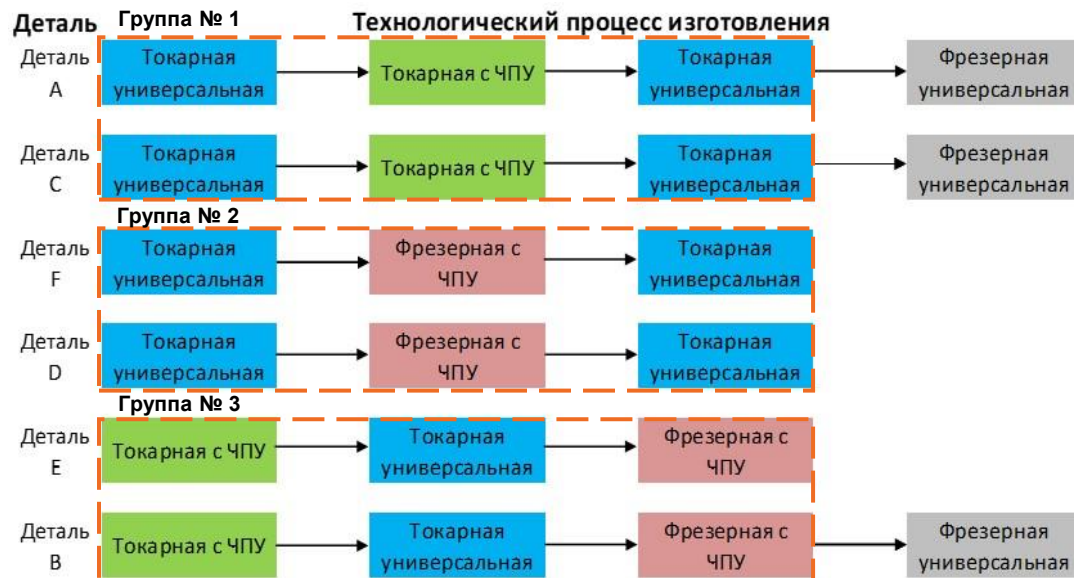 Деталь Группа № 1 Технологический процесс изготовления
Деталь
A
Токарная
универсальная
Токарная с ЧПУ
Токарная
универсальная
Фрезерная
универсальная
Деталь
C
Токарная
универсальная
Токарная с ЧПУ
Токарная
универсальная
Фрезерная
универсальная
Группа № 2
Деталь
F
Токарная
универсальная
Фрезерная с
ЧПУ
Токарная
универсальная
Деталь
D
Токарная
универсальная
Фрезерная с
ЧПУ
Токарная
универсальная
Группа № 3
Деталь
E
Токарная с ЧПУ
Токарная
универсальная
Фрезерная с
ЧПУ
Деталь
B
Токарная с ЧПУ
Токарная
универсальная
Фрезерная с
ЧПУ
Фрезерная
универсальная